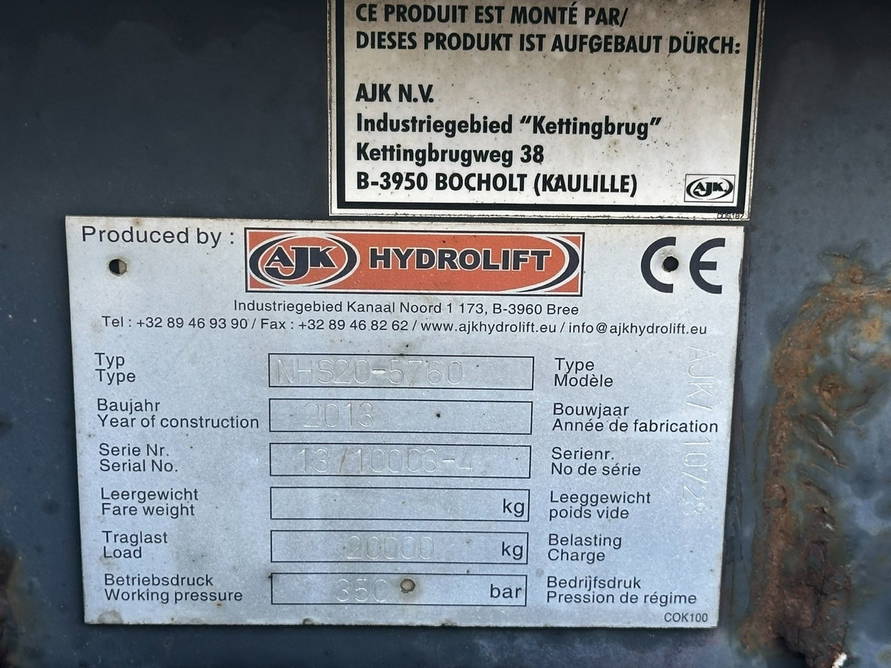 CE PRODUIT EST MONTÉ PAR/
DIESES PRODUKT IST AUFGEBAUT DÜRCH:
AJK N.V.
Industriegebied "Kettingbrug"
Kettingbrugweg 38
B-3950 BOCHOLT (KAULILLE)
AJK
Produced by :
AJK HYDROLIFT
CE
Industriegebied Kanaal Noord 1 173, B-3960 Bree
Tel : +32 89 46 93 90 / Fax : +32 89 46 82 62 / www.ajkhydrolift.eu / info@ajkhydrolift.eu
Typ
Type
NHS20-5760
Type
Modèle
Baujahr
Year of construction
2013
Bouwjaar
Année de fabrication
Serie Nr.
Serial No.
13/10003-4
Serienr.
No de série
Leergewicht
Fare weight
kg
Leeggewicht
poids vide
Traglast
Load
20000 kg
Belasting
Charge
Betriebsdruck
Working pressure
350 bar
Bedrijfsdruk
Pression de régime
COK100